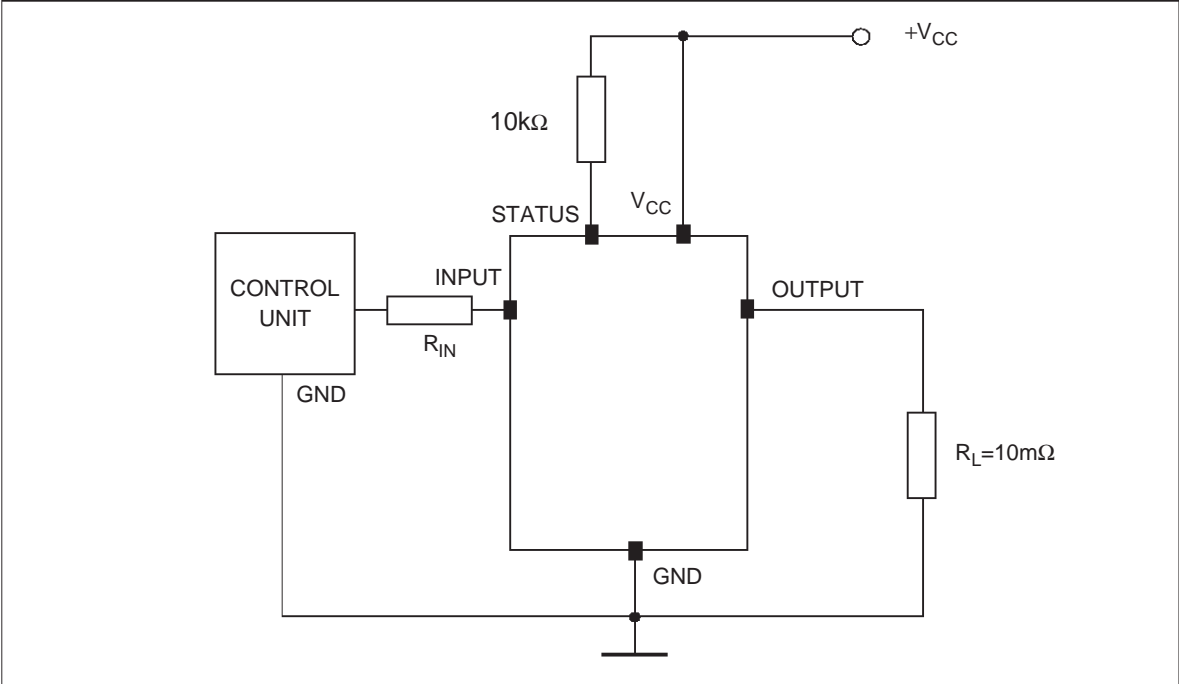 +VCC
10kΩ
VCC
STATUS
INPUT
OUTPUT
CONTROL
UNIT
RIN
GND
RL=10mΩ
GND